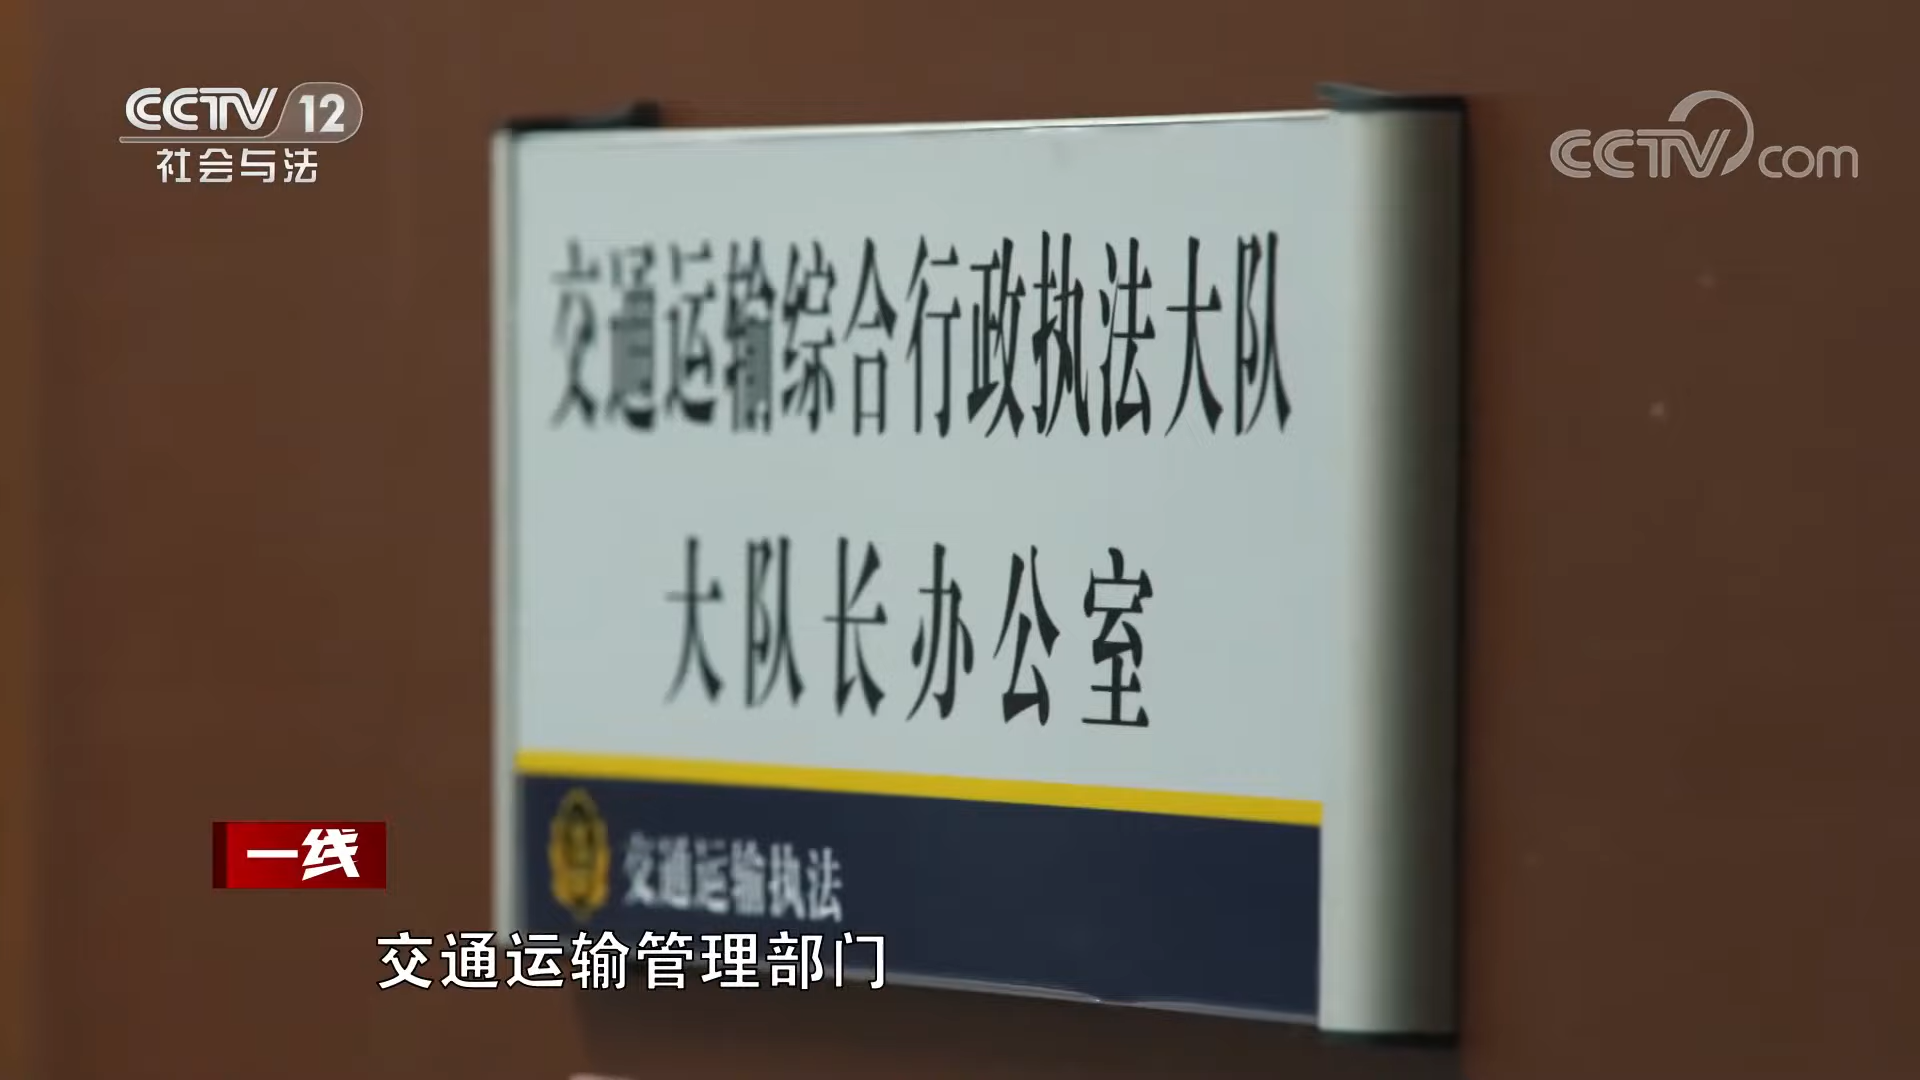 CCTV 12
社会与法
CCTV com
交通运输综合行政执法大队
大队长办公室
交通运输执法
一线
交通运输管理部门